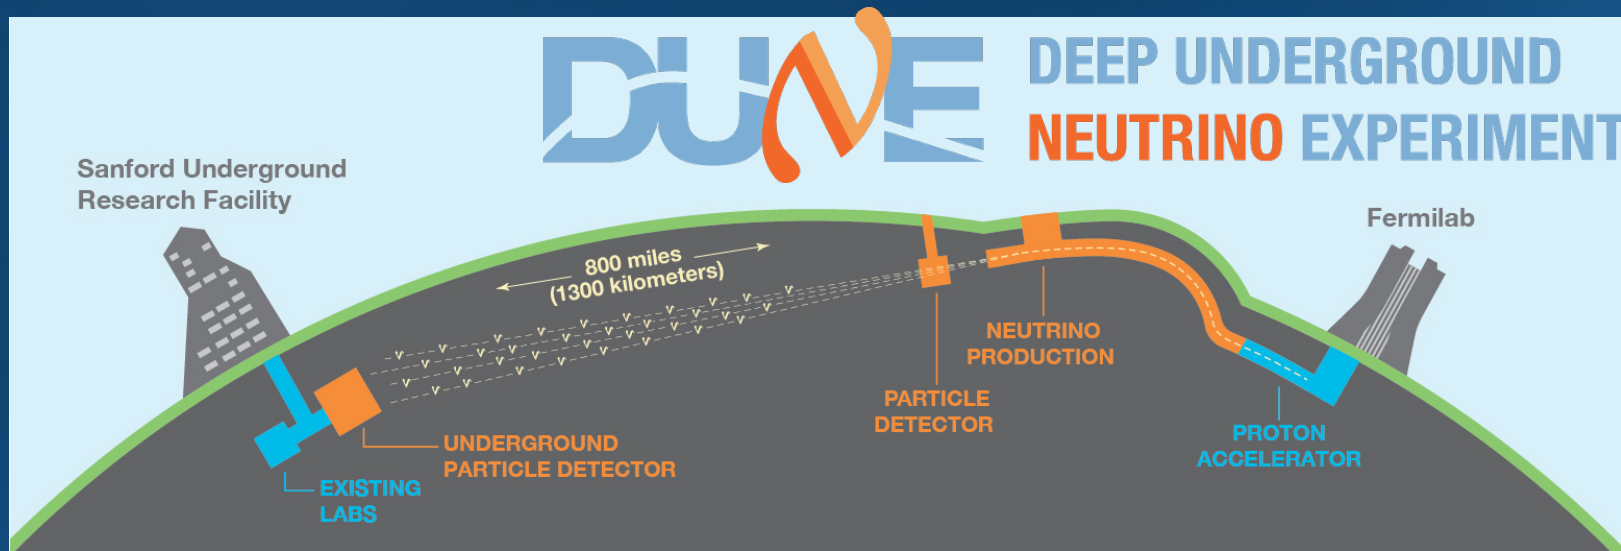 DUNE
DEEP UNDERGROUND
NEUTRINO EXPERIMENT
Sanford Underground
Research Facility
Fermilab
800 miles
(1300 kilometers)
NEUTRINO
PRODUCTION
PARTICLE
DETECTOR
PROTON
ACCELERATOR
UNDERGROUND
PARTICLE DETECTOR
EXISTING
LABS